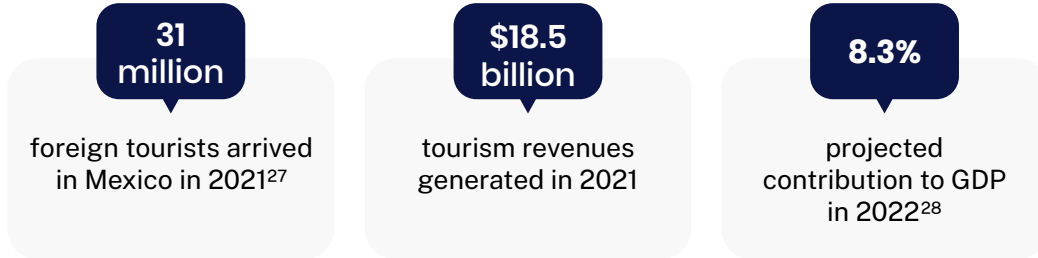 31
million
foreign tourists arrived
in Mexico in 2021²⁷
$18.5
billion
tourism revenues
generated in 2021
8.3%
projected
contribution to GDP
in 2022²⁸